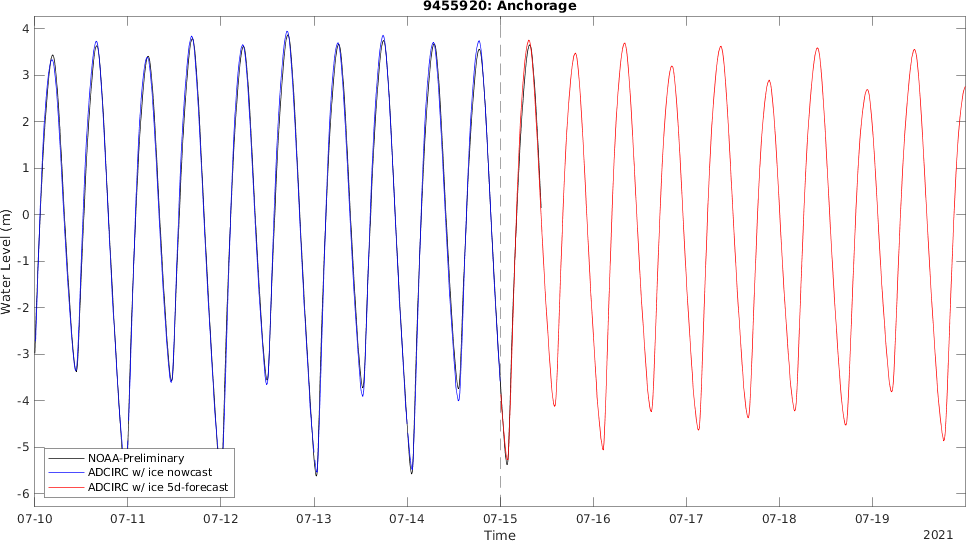 9455920: Anchorage
Water Level (m)
4
3
2
1
0
-1
-2
-3
-4
-5
-6
NOAA-Preliminary
ADCIRC w/ ice nowcast
ADCIRC w/ ice 5d-forecast
07-10 07-11 07-12 07-13 07-14 07-15 07-16 07-17 07-18 07-19
Time
2021